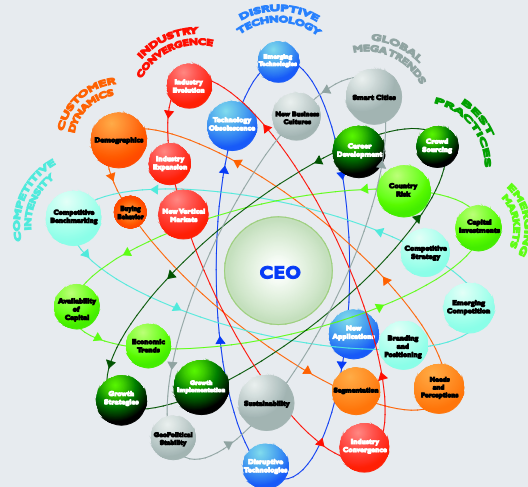 DISRUPTIVE
TECHNOLOGY
INDUSTRY
CONVERGENCE
GLOBAL
MEGATRENDS
CUSTOMER
DYNAMICS
BEST
PRACTICES
COMPETITIVE
INTENSITY
EMERGING
MARKETS
Emerging
Technologies
Industry
Evolution
Smart Cities
New Business
Cultures
Technology
Obsolescence
Demographics
Career
Development
Crowd
Sourcing
Industry
Expansion
Country
Risk
Buying
Behavior
New Vertical
Markets
Competitive
Benchmarking
Capital
Investments
Competitive
Strategy
CEO
Availability
of
Capital
Emerging
Competition
Economic
Trends
New
Applications
Branding
and
Positioning
Growth
Strategies
Growth
Implementation
Sustainability
Segmentation
Needs
and
Perceptions
GeoPolitical
Stability
Industry
Convergence
Disruptive
Technologies